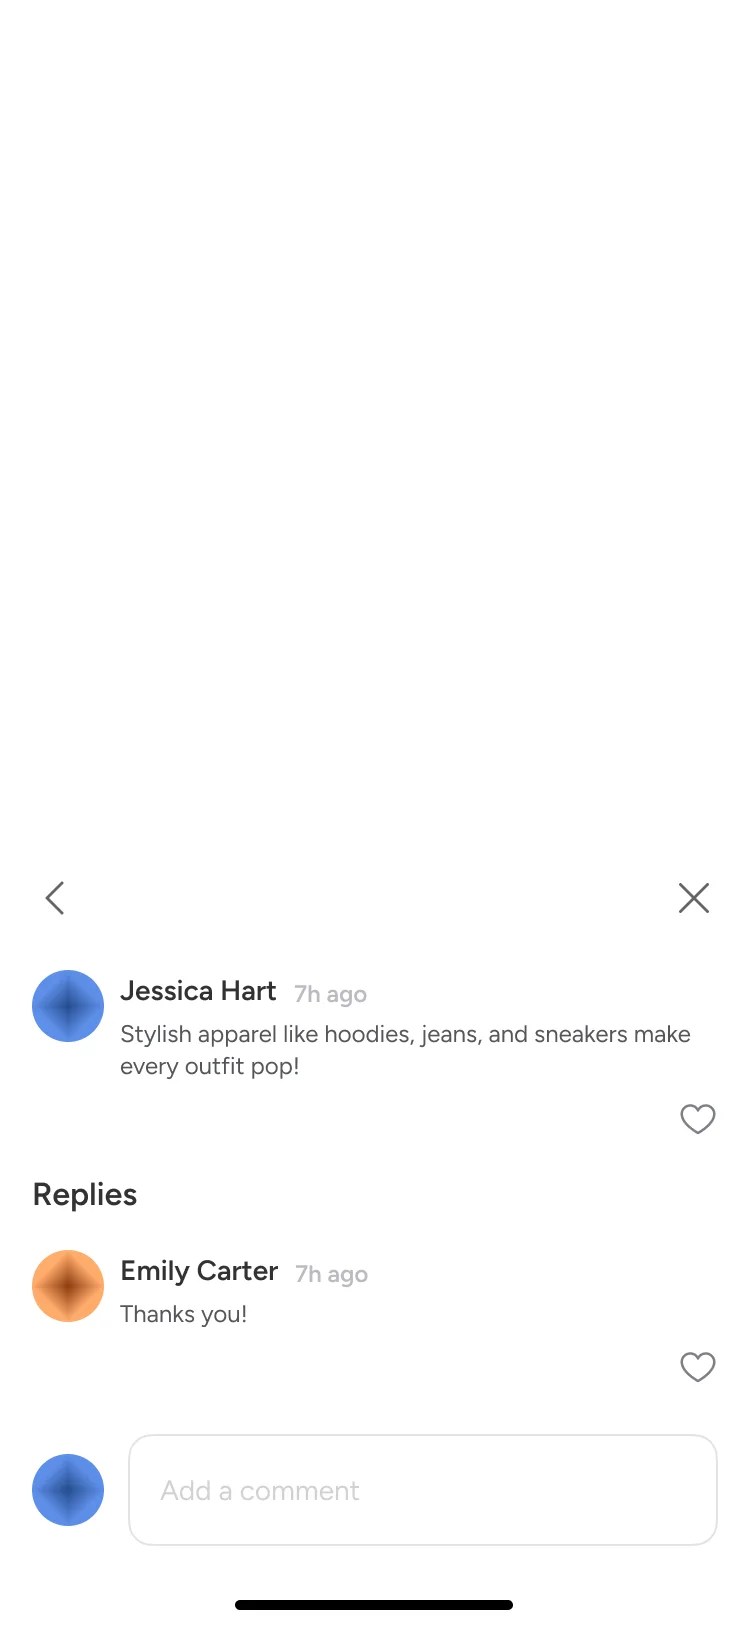 Jessica Hart 7h ago
Stylish apparel like hoodies, jeans, and sneakers make
every outfit pop!
Replies
Emily Carter 7h ago
Thanks you!
Add a comment